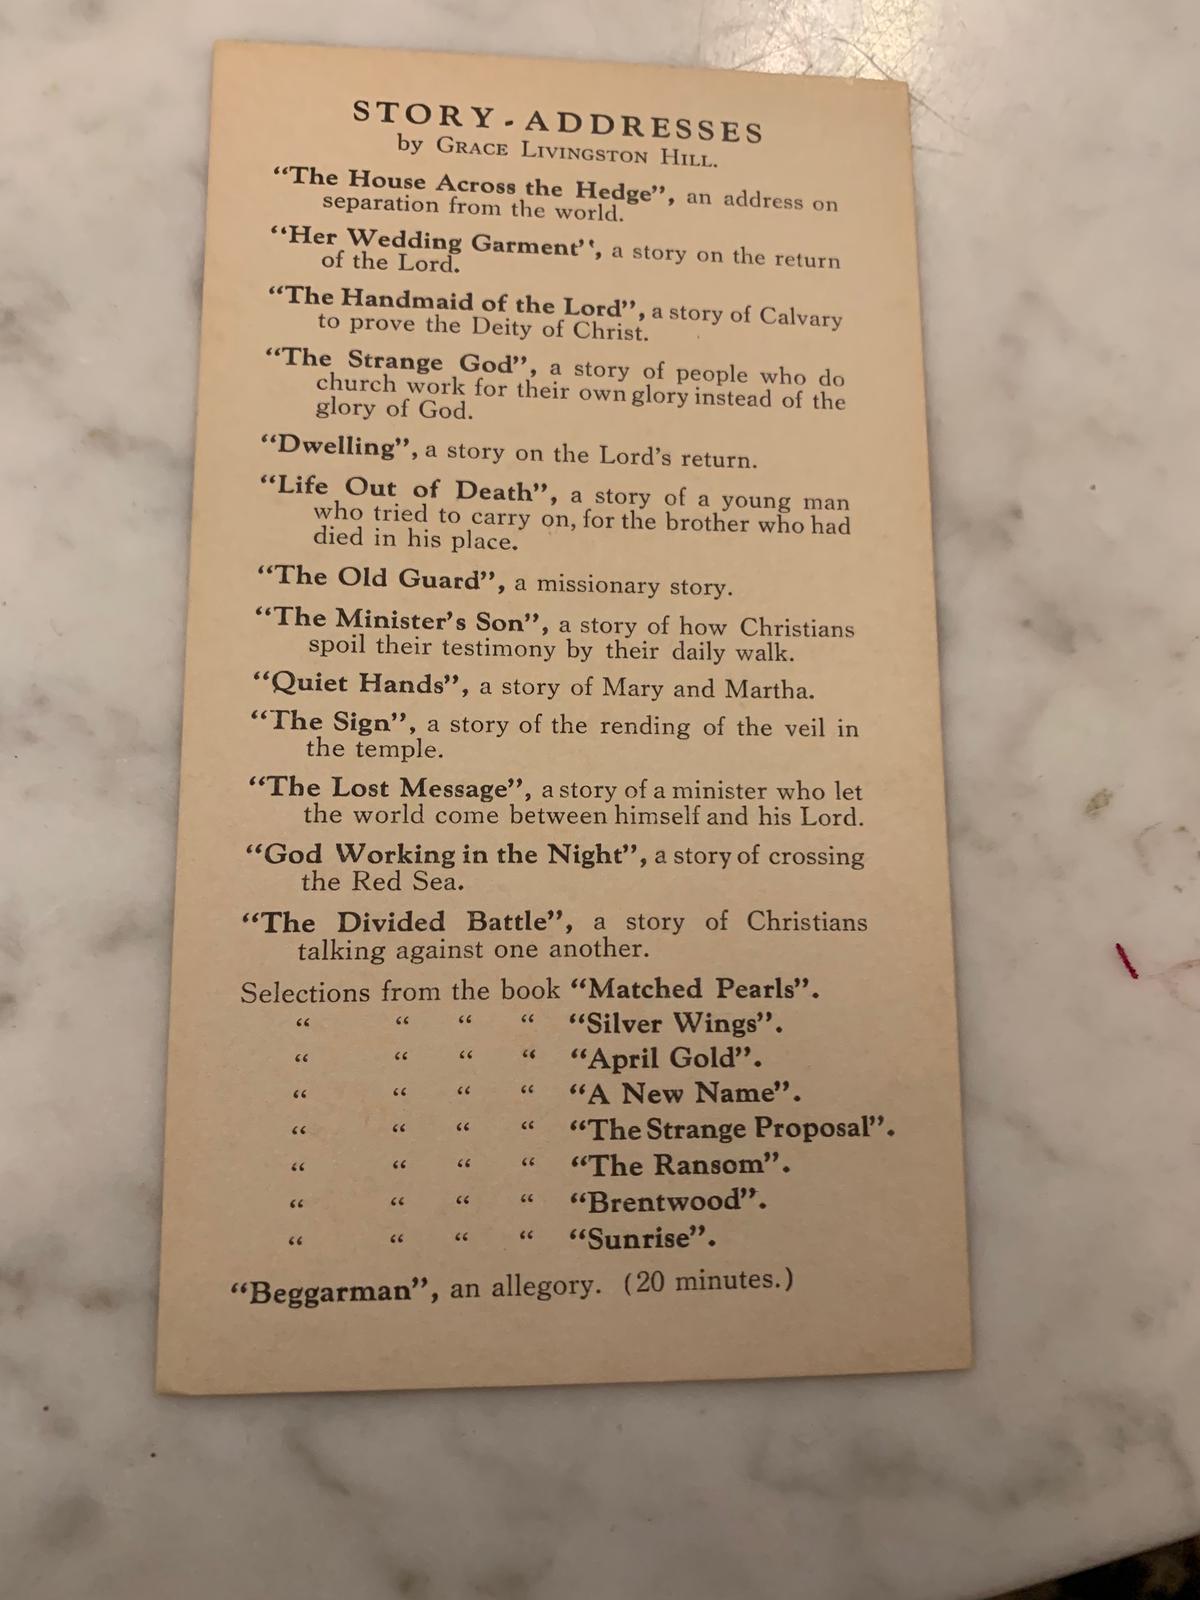 STORY-ADDRESSES
by GRACE LIVINGSTON HILL.
“The House Across the Hedge”, an address on
separation from the world.
“Her Wedding Garment”, a story on the return
of the Lord.
“The Handmaid of the Lord”, a story of Calvary
to prove the Deity of Christ.
“The Strange God”, a story of people who do
church work for their own glory instead of the
glory of God.
“Dwelling”, a story on the Lord’s return.
“Life Out of Death”, a story of a young man
who tried to carry on, for the brother who had
died in his place.
“The Old Guard”, a missionary story.
“The Minister’s Son”, a story of how Christians
spoil their testimony by their daily walk.
“Quiet Hands”, a story of Mary and Martha.
“The Sign”, a story of the rending of the veil in
the temple.
“The Lost Message”, a story of a minister who let
the world come between himself and his Lord.
“God Working in the Night”, a story of crossing
the Red Sea.
“The Divided Battle”, a story of Christians
talking against one another.
Selections from the book “Matched Pearls”.
“ “ “ “ “Silver Wings”.
“ “ “ “ “April Gold”.
“ “ “ “ “A New Name”.
“ “ “ “ “The Strange Proposal”.
“ “ “ “ “The Ransom”.
“ “ “ “ “Brentwood”.
“ “ “ “ “Sunrise”.
“Beggarman”, an allegory. (20 minutes.)